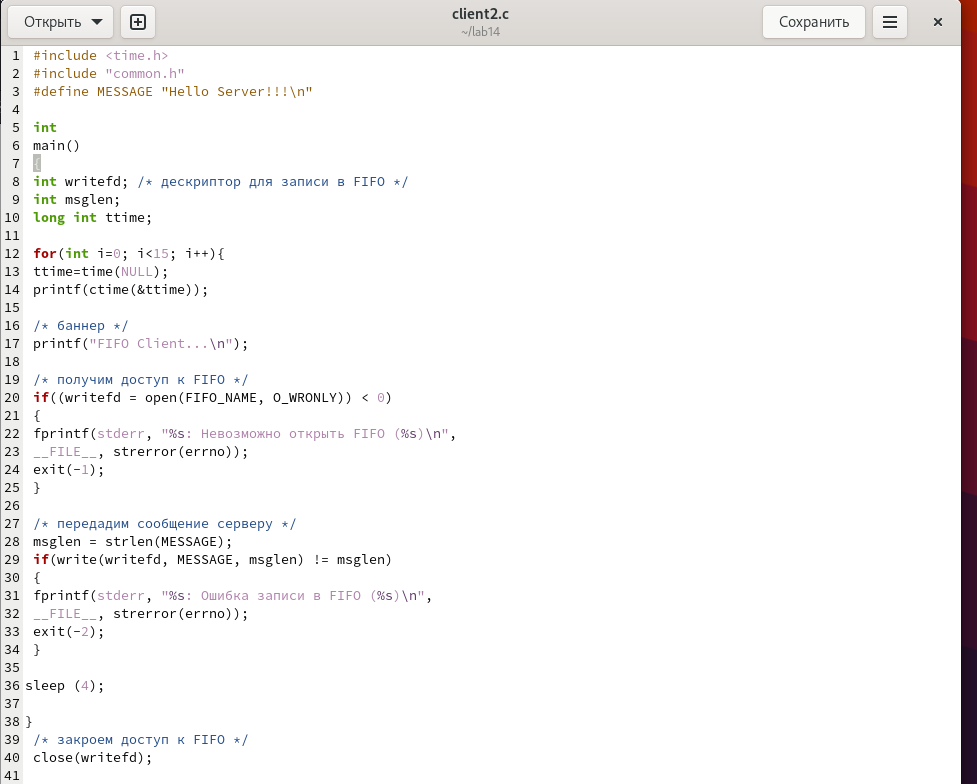 Открыть
client2.c
~/lab14
Сохранить
1 #include <time.h>
2 #include "common.h"
3 #define MESSAGE "Hello Server!!!\n"
4
5 int
6 main()
7 {
8 int writefd; /* дескриптор для записи в FIFO */
9 int msglen;
10 long int ttime;
11
12 for(int i=0; i<15; i++){
13 ttime=time(NULL);
14 printf(ctime(&ttime));
15
16 /* баннер */
17 printf("FIFO Client...\n");
18
19 /* получим доступ к FIFO */
20 if((writefd = open(FIFO_NAME, O_WRONLY)) < 0)
21 {
22 fprintf(stderr, "%s: Невозможно открыть FIFO (%s)\n",
23 __FILE__, strerror(errno));
24 exit(-1);
25 }
26
27 /* передадим сообщение серверу */
28 msglen = strlen(MESSAGE);
29 if(write(writefd, MESSAGE, msglen) != msglen)
30 {
31 fprintf(stderr, "%s: Ошибка записи в FIFO (%s)\n",
32 __FILE__, strerror(errno));
33 exit(-2);
34 }
35
36 sleep (4);
37
38 }
39 /* закроем доступ к FIFO */
40 close(writefd);
41